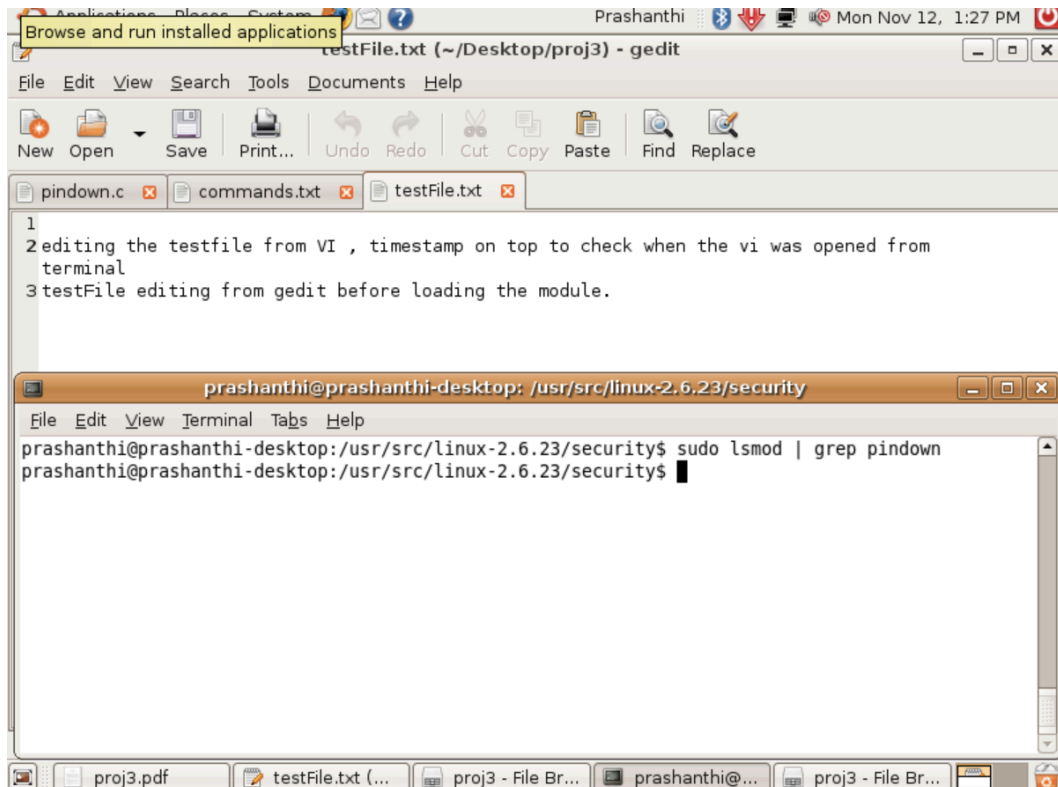 Applications Places System Prashanthi Mon Nov 12, 1:27 PM
Browse and run installed applications
testFile.txt (~/Desktop/proj3) - gedit
File Edit View Search Tools Documents Help
New Open Save Print... Undo Redo Cut Copy Paste Find Replace
pindown.c commands.txt testFile.txt
1
2 editing the testfile from VI , timestamp on top to check when the vi was opened from
terminal
3 testFile editing from gedit before loading the module.
prashanthi@prashanthi-desktop: /usr/src/linux-2.6.23/security
File Edit View Terminal Tabs Help
prashanthi@prashanthi-desktop:/usr/src/linux-2.6.23/security$ sudo lsmod | grep pindown
prashanthi@prashanthi-desktop:/usr/src/linux-2.6.23/security$
proj3.pdf testFile.txt (... proj3 - File Br... prashanthi@... proj3 - File Br...